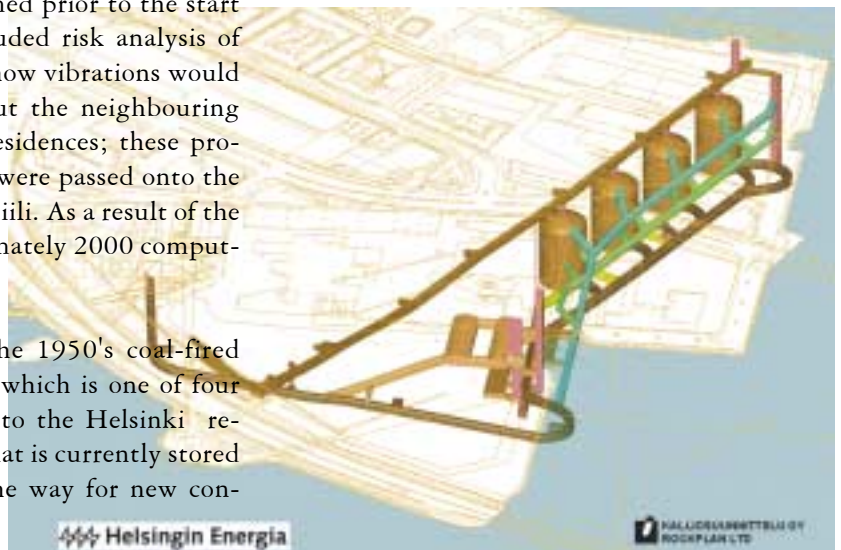 ned prior to the start
uded risk analysis of
now vibrations would
ut the neighbouring
esidences; these pro-
were passed onto the
iili. As a result of the
nately 2000 comput-
he 1950's coal-fired
which is one of four
to the Helsinki re-
at is currently stored
ne way for new con-
Helsingin Energia
KALLIOSUUNNITTELU OY
ROCKPLAN LTD